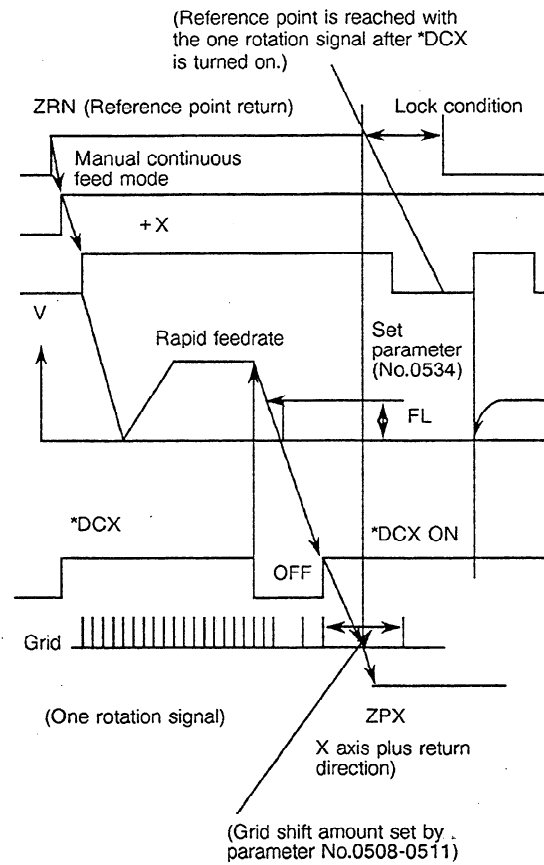 (Reference point is reached with
the one rotation signal after *DCX
is turned on.)
ZRN (Reference point return)
Lock condition
Manual continuous
feed mode
+X
V
Rapid feedrate
Set
parameter
(No.0534)
FL
*DCX
*DCX ON
OFF
Grid
(One rotation signal)
ZPX
X axis plus return
direction)
(Grid shift amount set by
parameter No.0508-0511)